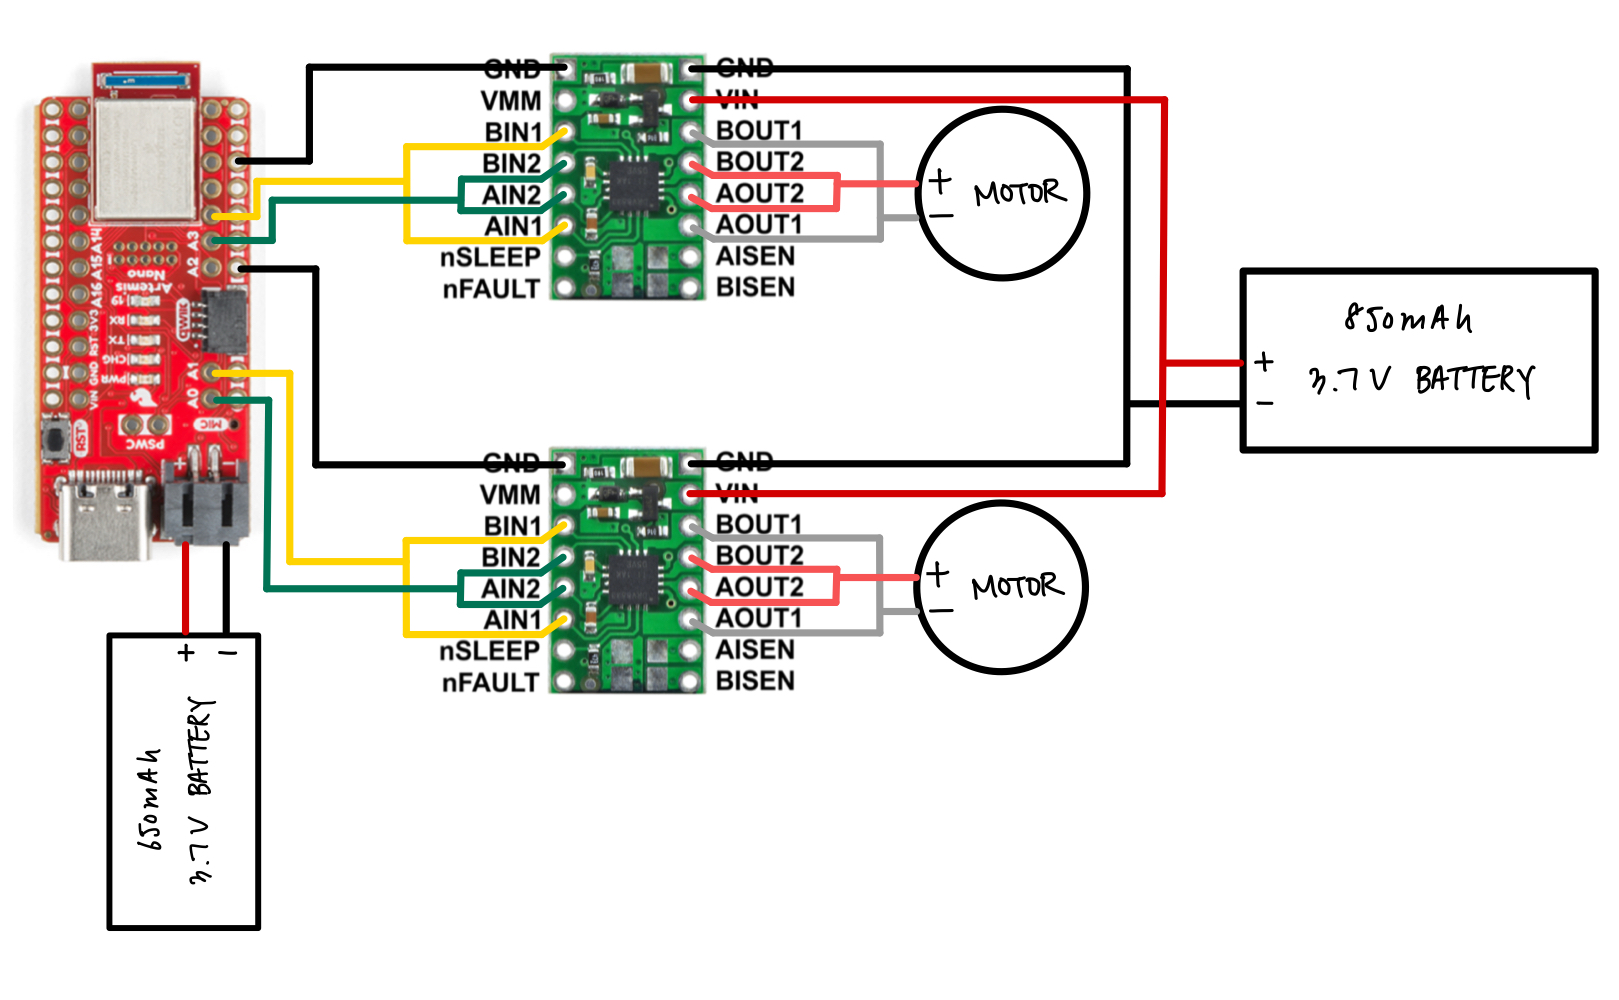 GND
VMM
BIN1
BIN2
AIN2
AIN1
nSLEEP
nFAULT
GND
VIN
BOUT1
BOUT2
AOUT2
AOUT1
AISEN
BISEN
+
−
MOTOR
A14
A15
A16
3V3
RST
GND
VIN
A3
A2
Artemis
Nano
19
RX
TX
CHG
PWR
qwiic
A1
A0
MIC
PSWC
RST
+
850mAh
3.7V BATTERY
+
−
GND
VMM
BIN1
BIN2
AIN2
AIN1
nSLEEP
nFAULT
GND
VIN
BOUT1
BOUT2
AOUT2
AOUT1
AISEN
BISEN
+
−
MOTOR
+
−
650mAh
3.7V BATTERY